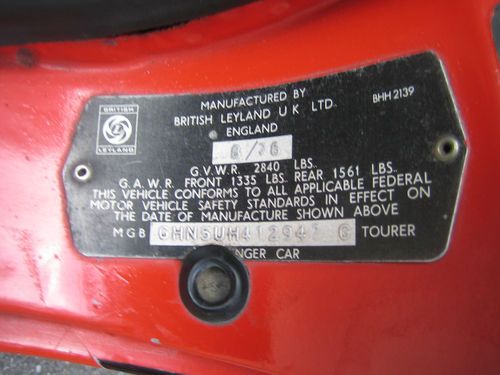 MANUFACTURED BY
BHH 2139
BRITISH LEYLAND U K LTD.
ENGLAND
BRITISH
LEYLAND
/76
G.V.W.R. 2840 LBS.
G.A.W.R. FRONT 1335 LBS. REAR 1561 LBS.
THIS VEHICLE CONFORMS TO ALL APPLICABLE FEDERAL
MOTOR VEHICLE SAFETY STANDARDS IN EFFECT ON
THE DATE OF MANUFACTURE SHOWN ABOVE
MGB GHN5UH412947 G TOURER
ENGER CAR